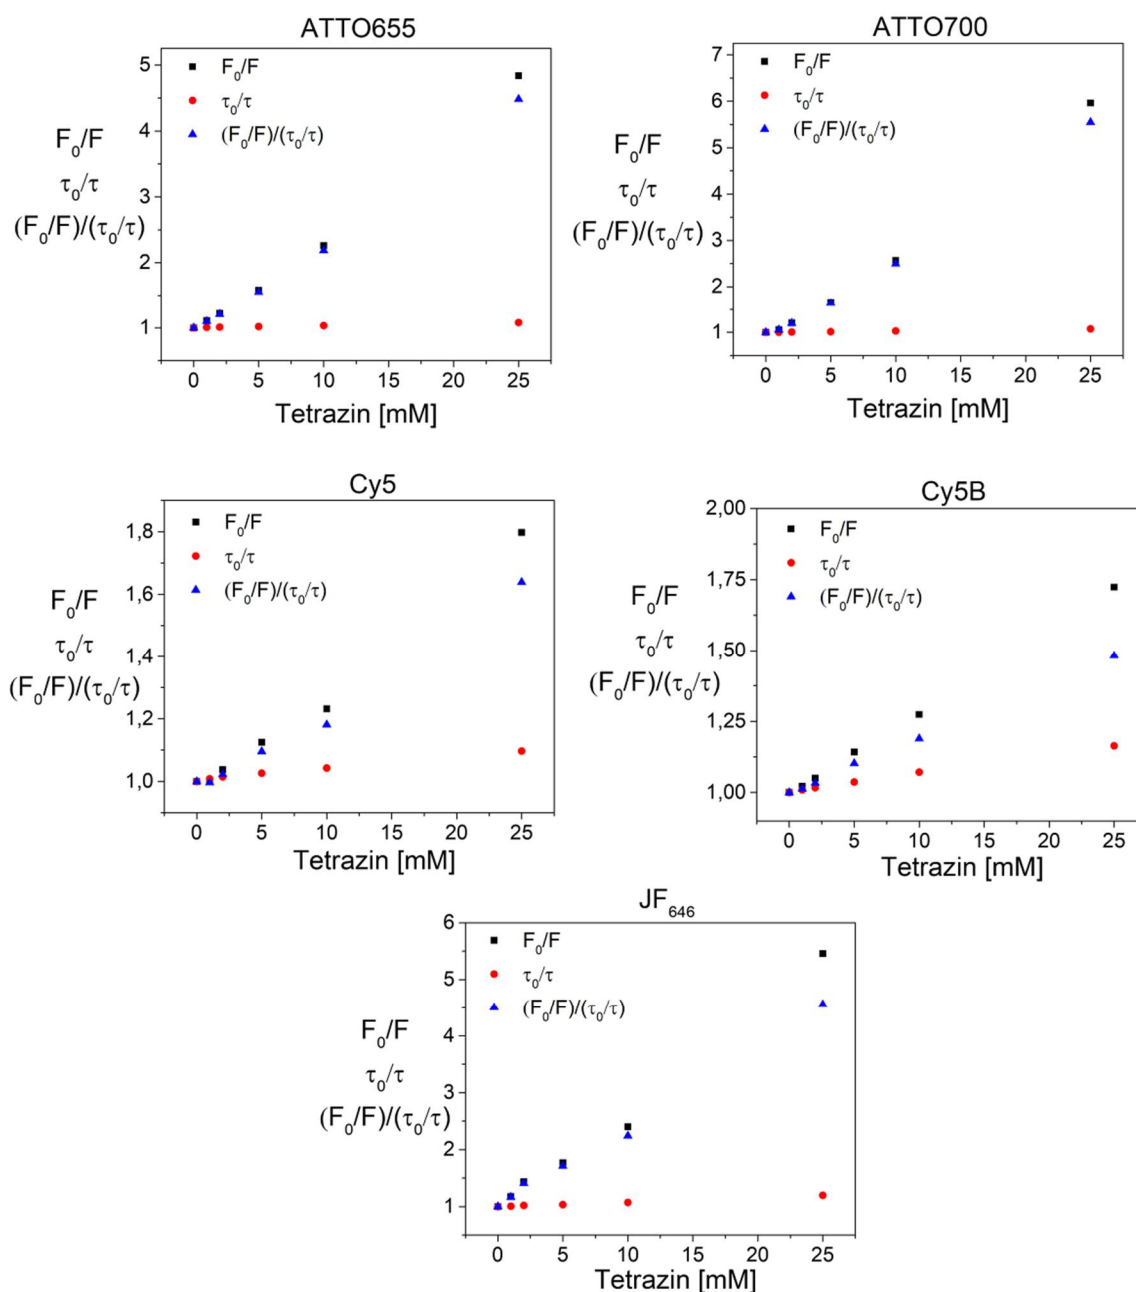 ATTO655
F₀/F
τ₀/τ
(F₀/F)/(τ₀/τ)
F₀/F
τ₀/τ
(F₀/F)/(τ₀/τ)
5
4
3
2
1
0 5 10 15 20 25
Tetrazin [mM]
ATTO700
F₀/F
τ₀/τ
(F₀/F)/(τ₀/τ)
F₀/F
τ₀/τ
(F₀/F)/(τ₀/τ)
7
6
5
4
3
2
1
0 5 10 15 20 25
Tetrazin [mM]
Cy5
F₀/F
τ₀/τ
(F₀/F)/(τ₀/τ)
F₀/F
τ₀/τ
(F₀/F)/(τ₀/τ)
1,8
1,6
1,4
1,2
1,0
0 5 10 15 20 25
Tetrazin [mM]
Cy5B
F₀/F
τ₀/τ
(F₀/F)/(τ₀/τ)
F₀/F
τ₀/τ
(F₀/F)/(τ₀/τ)
2,00
1,75
1,50
1,25
1,00
0 5 10 15 20 25
Tetrazin [mM]
JF₆₄₆
F₀/F
τ₀/τ
(F₀/F)/(τ₀/τ)
F₀/F
τ₀/τ
(F₀/F)/(τ₀/τ)
6
5
4
3
2
1
0 5 10 15 20 25
Tetrazin [mM]